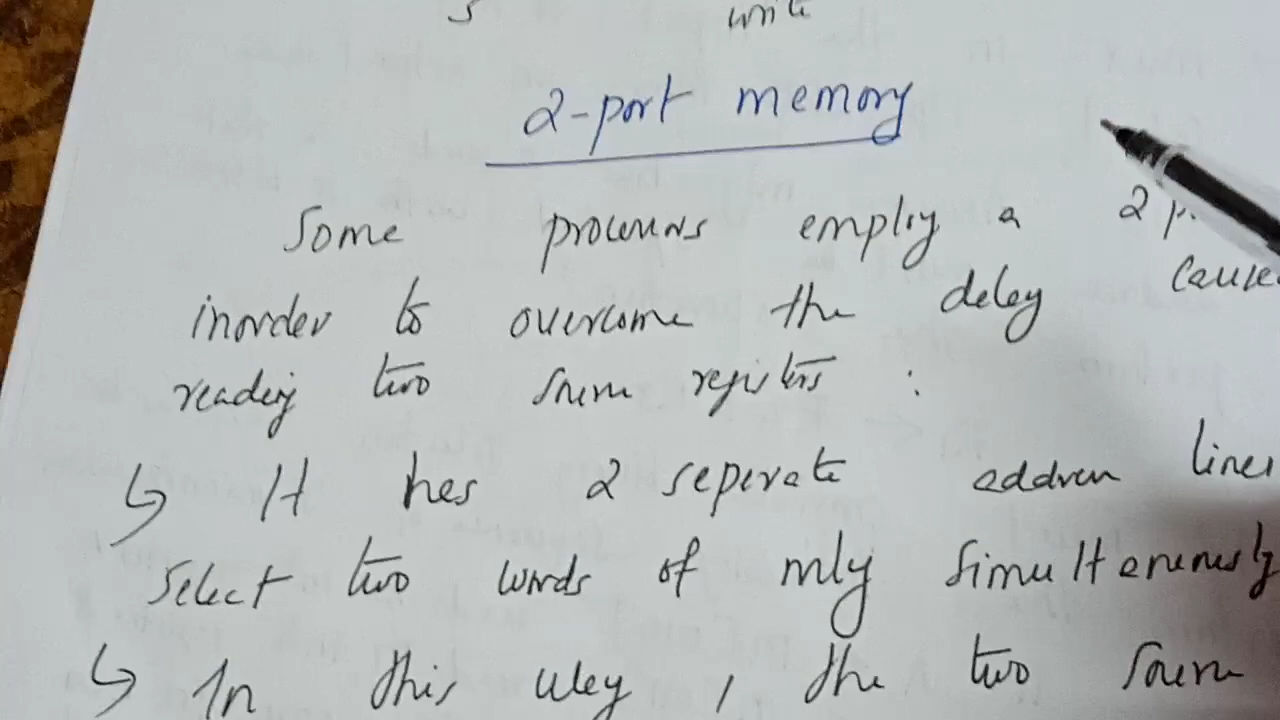 write
2-port memory
Some processors employ a 2 p
inorder to overcome the delay cause
reading two source registers :
↳ It has 2 seperate address lines
select two words of mly simultaneously
↳ In this way , the two source